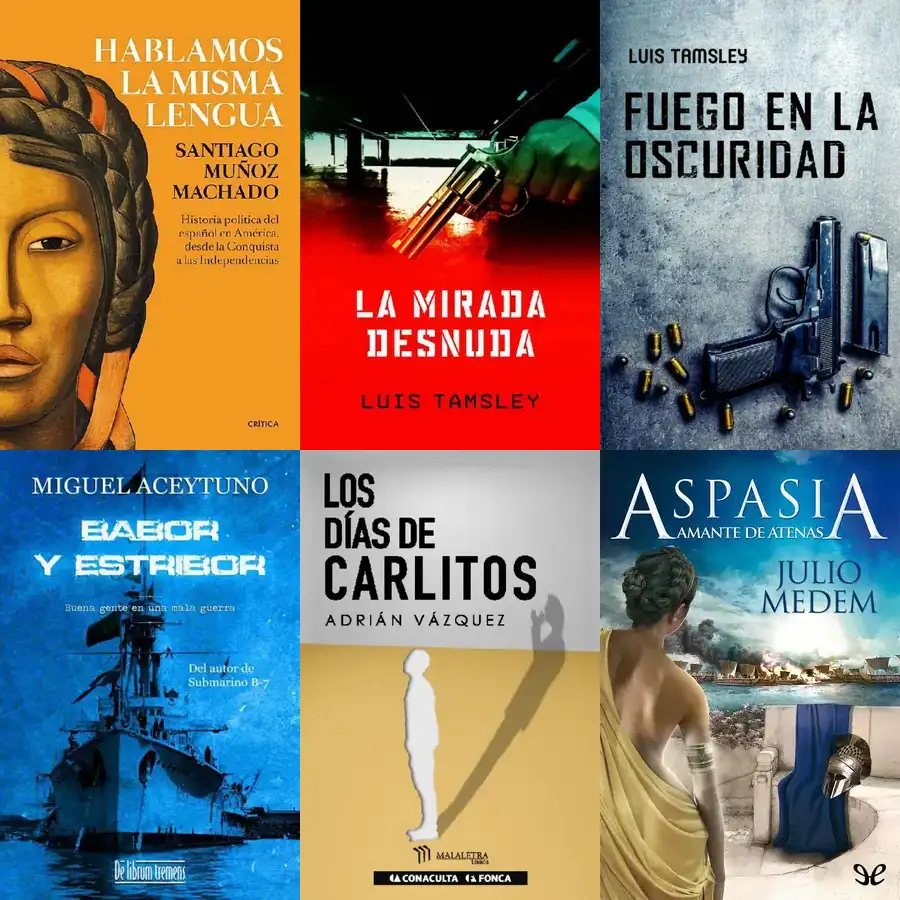 HABLAMOS
LA MISMA
LENGUA
SANTIAGO
MUÑOZ
MACHADO
Historia política del
español en América,
desde la Conquista
a las Independencias
CRÍTICA
LA MIRADA
DESNUDA
LUIS TAMSLEY
LUIS TAMSLEY
FUEGO EN LA
OSCURIDAD
MIGUEL ACEYTUNO
BABOR
Y ESTRIBOR
Buena gente en una mala guerra
Del autor de
Submarino B-7
De librum tremens
LOS
DÍAS DE
CARLITOS
ADRIÁN VÁZQUEZ
MALALETRA
LIBROS
CONACULTA FONCA
ASPASIA
AMANTE DE ATENAS
JULIO
MEDEM